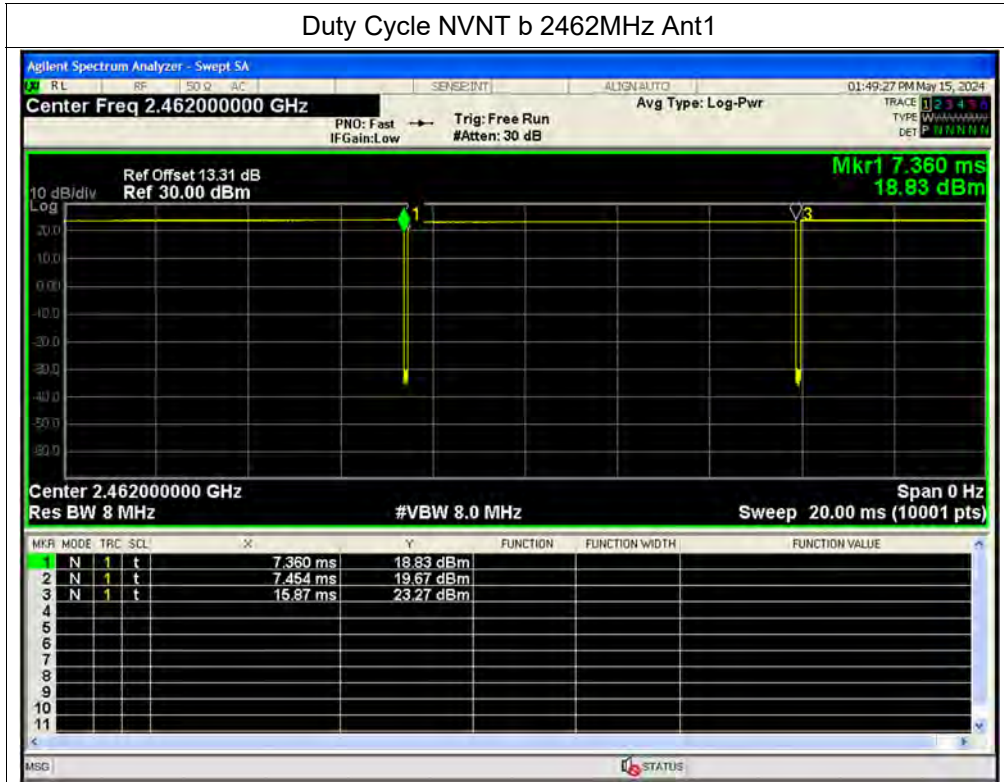 Duty Cycle NVNT b 2462MHz Ant1
Agilent Spectrum Analyzer - Swept SA
RL RF 50 Ω AC SENSE:INT ALIGN AUTO 01:49:27 PM May 15, 2024
Center Freq 2.462000000 GHz
Avg Type: Log-Pwr
TRACE 1 2 3 4 5 6
PNO: Fast Trig: Free Run
TYPE W
IFGain:Low #Atten: 30 dB
DET P N N N N N
Mkr1 7.360 ms
Ref Offset 13.31 dB
10 dB/div Ref 30.00 dBm 18.83 dBm
Log
1
3
20.0
10.0
0.00
-10.0
-20.0
-30.0
-40.0
-50.0
-60.0
Center 2.462000000 GHz Span 0 Hz
Res BW 8 MHz #VBW 8.0 MHz Sweep 20.00 ms (10001 pts)
MKR MODE TRC SCL X Y FUNCTION FUNCTION WIDTH FUNCTION VALUE
1 N 1 t 7.360 ms 18.83 dBm
2 N 1 t 7.454 ms 19.67 dBm
3 N 1 t 15.87 ms 23.27 dBm
4
5
6
7
8
9
10
11
MSG STATUS